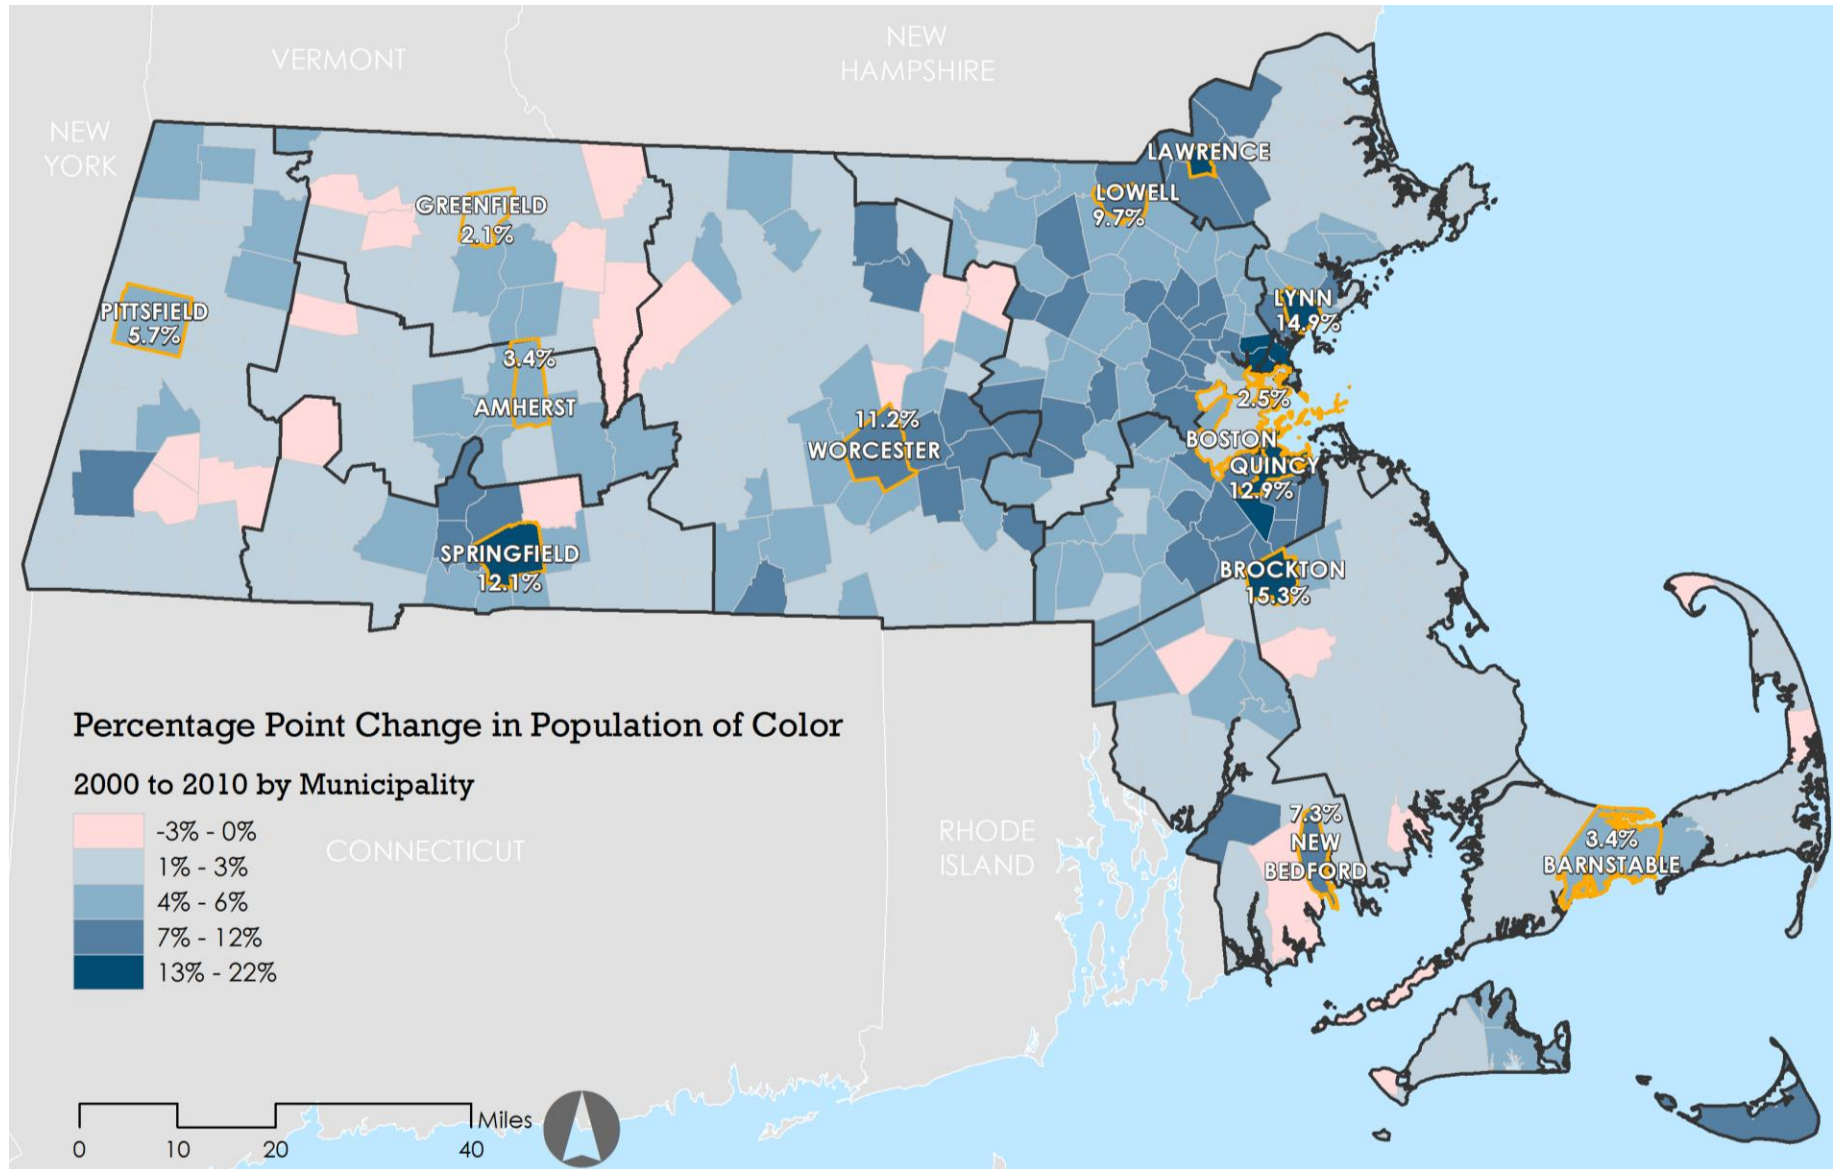 VERMONT
NEW
HAMPSHIRE
NEW
YORK
LAWRENCE
LOWELL
9.7%
GREENFIELD
2.1%
PITTSFIELD
5.7%
LYNN
14.9%
3.4%
AMHERST
2.5%
BOSTON
11.2%
WORCESTER
QUINCY
12.9%
SPRINGFIELD
12.1%
BROCKTON
15.3%
Percentage Point Change in Population of Color
2000 to 2010 by Municipality
-3% - 0%
1% - 3%
4% - 6%
7% - 12%
13% - 22%
CONNECTICUT
RHODE
ISLAND
7.3%
NEW
BEDFORD
3.4%
BARNSTABLE
Miles
0 10 20 40